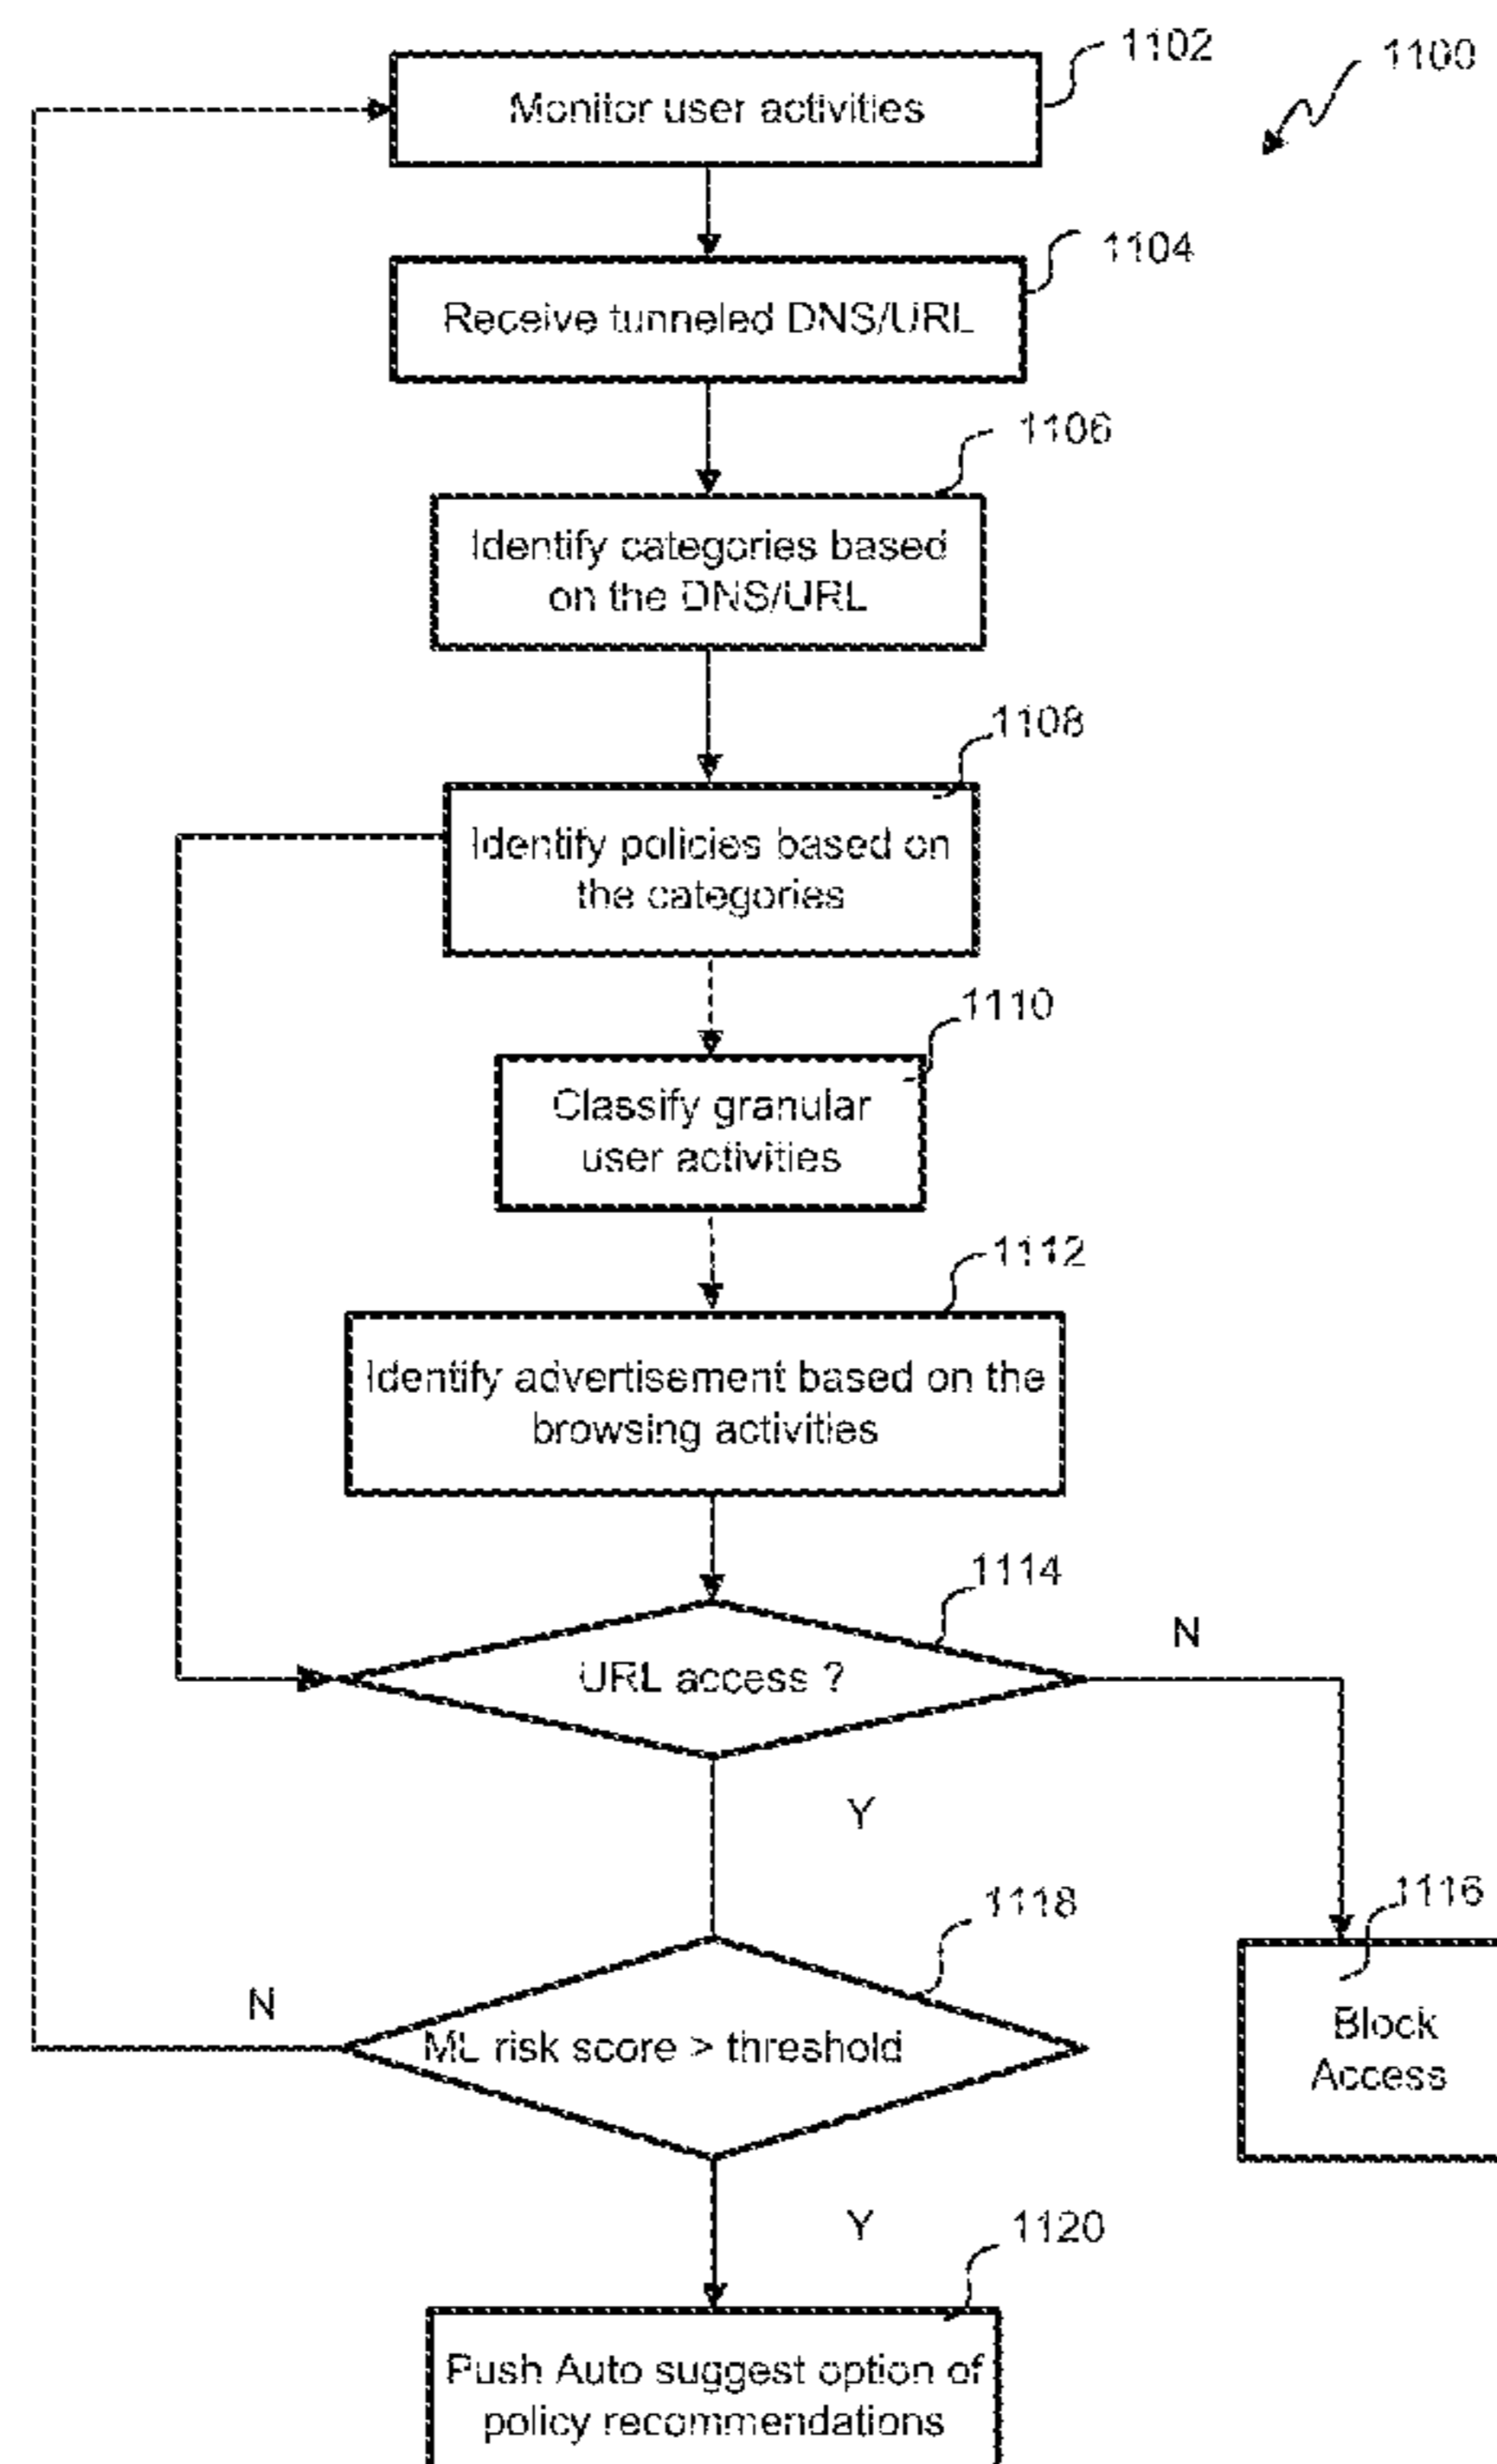 1102
1100
Monitor user activities
1104
Receive tunneled DNS/URL
1106
Identify categories based
on the DNS/URL
1108
Identify policies based on
the categories
1110
Classify granular
user activities
1112
Identify advertisement based on the
browsing activities
1114
N
URL access ?
Y
1118
1116
N
ML risk score > threshold
Block
Access
Y
1120
Push Auto suggest option of
policy recommendations